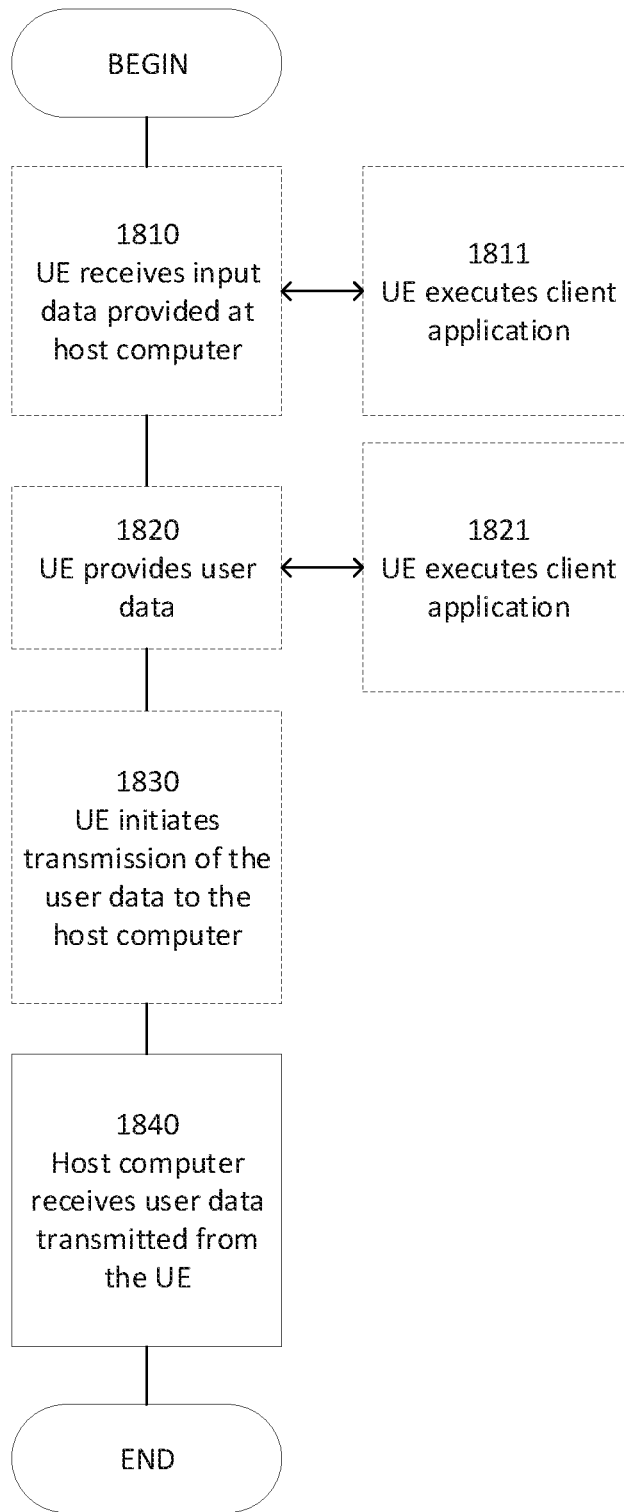 BEGIN
1810
UE receives input
data provided at
host computer
1811
UE executes client
application
1820
UE provides user
data
1821
UE executes client
application
1830
UE initiates
transmission of the
user data to the
host computer
1840
Host computer
receives user data
transmitted from
the UE
END